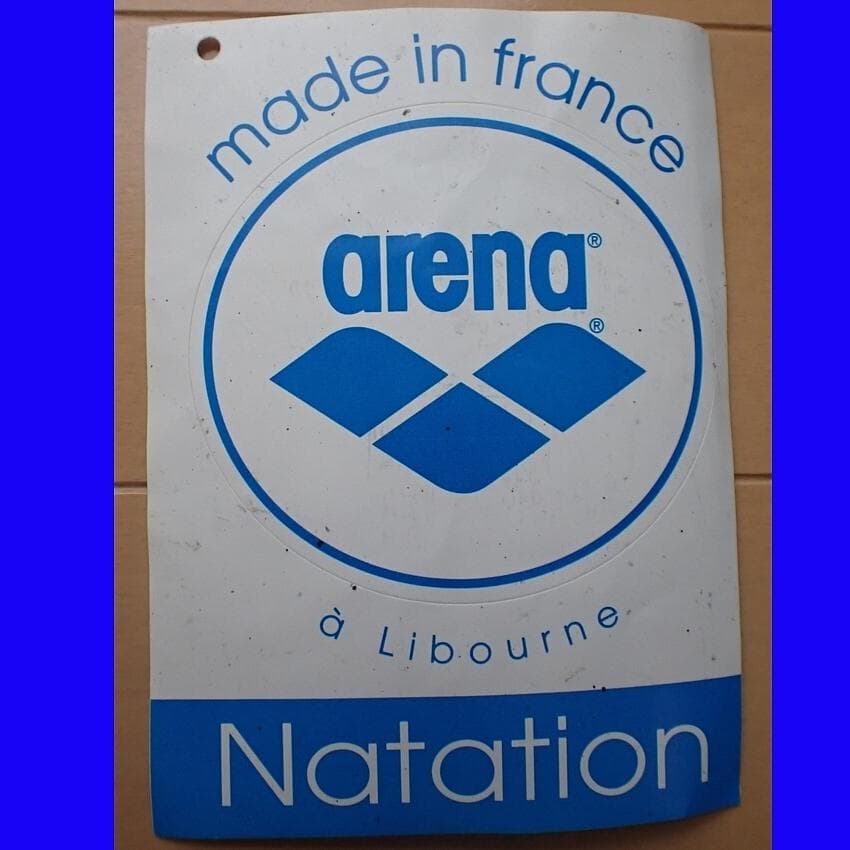 made in france
arena®
®
à Libourne
Natation